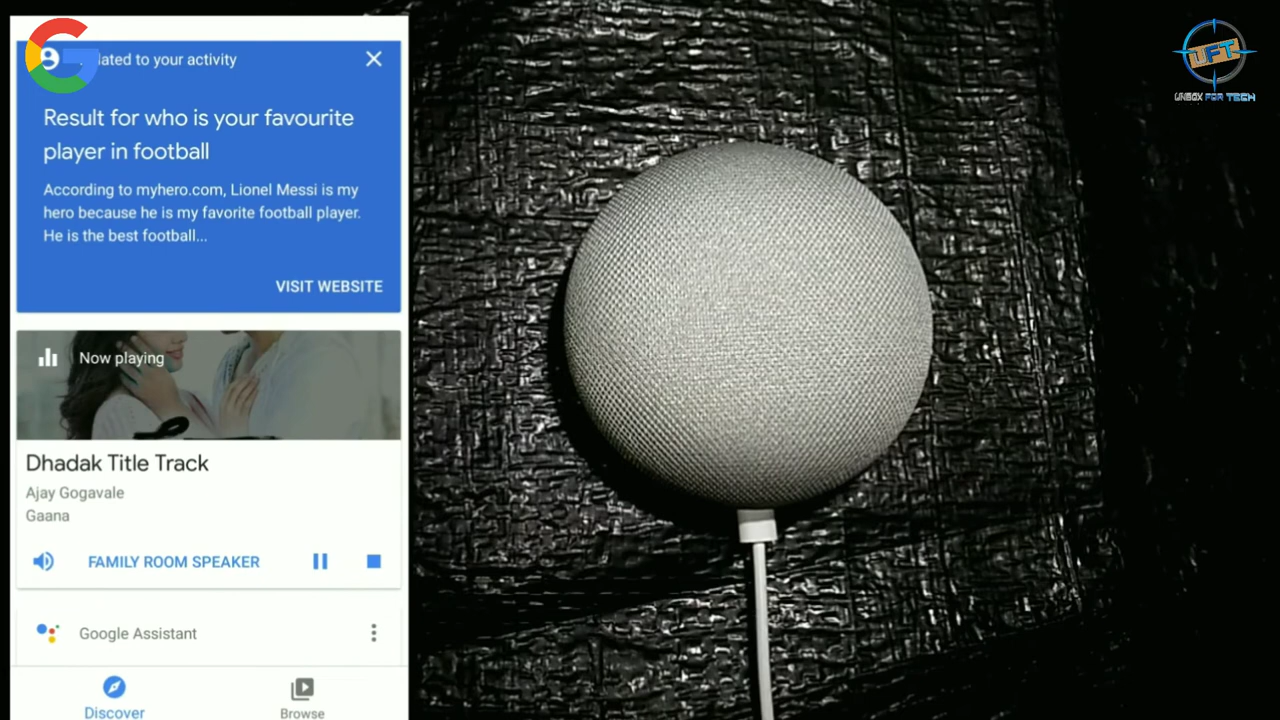 lated to your activity
Result for who is your favourite
player in football
According to myhero.com, Lionel Messi is my
hero because he is my favorite football player.
He is the best football...
VISIT WEBSITE
Now playing
Dhadak Title Track
Ajay Gogavale
Gaana
FAMILY ROOM SPEAKER
Google Assistant
Discover
Browse
UFT
UNBOX FOR TECH